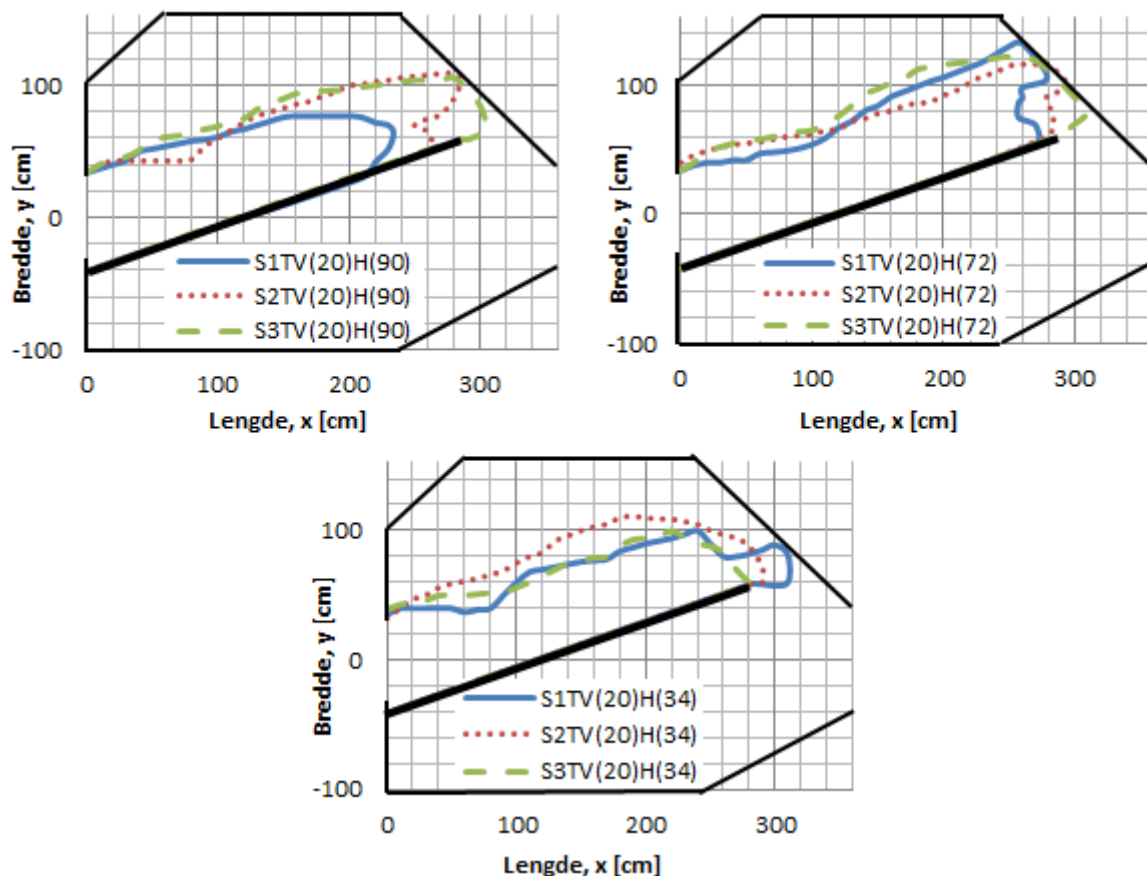 100
0
-100
Bredde, y [cm]
S1TV(20)H(90)
S2TV(20)H(90)
S3TV(20)H(90)
0 100 200 300
Lengde, x [cm]
100
0
-100
Bredde, y [cm]
S1TV(20)H(72)
S2TV(20)H(72)
S3TV(20)H(72)
0 100 200 300
Lengde, x [cm]
100
0
-100
Bredde, y [cm]
S1TV(20)H(34)
S2TV(20)H(34)
S3TV(20)H(34)
0 100 200 300
Lengde, x [cm]